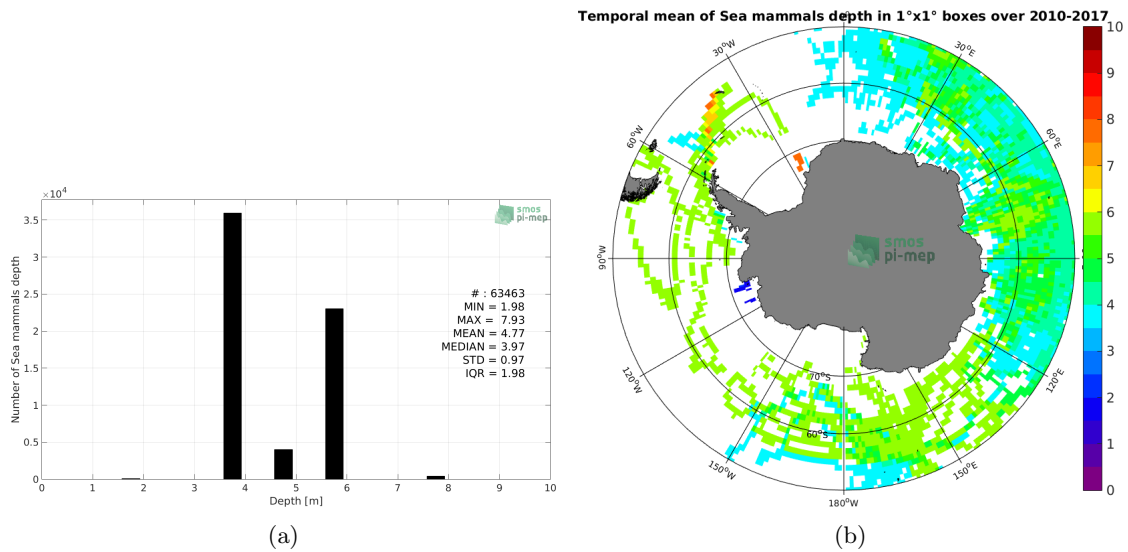 ×10⁴
3.5
3
2.5
2
1.5
1
0.5
0
0 1 2 3 4 5 6 7 8 9 10
Number of Sea mammals depth
Depth [m]
smos
pi-mep
# : 63463
MIN = 1.98
MAX = 7.93
MEAN = 4.77
MEDIAN = 3.97
STD = 0.97
IQR = 1.98
(a)
Temporal mean of Sea mammals depth in 1°x1° boxes over 2010-2017
30°W
30°E
60°W
60°E
90°W
120°W
120°E
150°W
150°E
180°W
70°S
60°S
smos
pi-mep
10
9
8
7
6
5
4
3
2
1
0
(b)